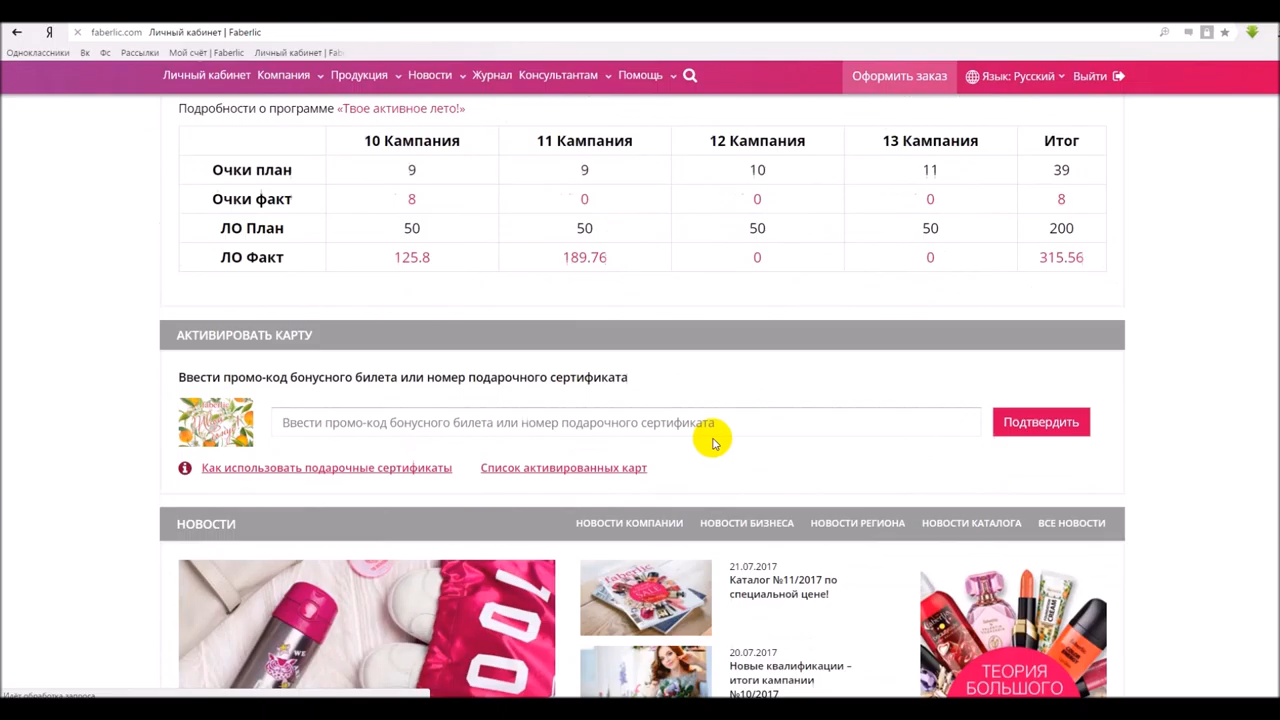 faberlic.com Личный кабинет | Faberlic
Одноклассники Вк Фс Рассылки Мой счёт | Faberlic Личный кабинет | Fab
Личный кабинет Компания Продукция Новости Журнал Консультантам Помощь Оформить заказ Язык: Русский Выйти
Подробности о программе «Твое активное лето!»
10 Кампания 11 Кампания 12 Кампания 13 Кампания Итог
Очки план 9 9 10 11 39
Очки факт 8 0 0 0 8
ЛО План 50 50 50 50 200
ЛО Факт 125.8 189.76 0 0 315.56
АКТИВИРОВАТЬ КАРТУ
Ввести промо-код бонусного билета или номер подарочного сертификата
faberlic
Ввести промо-код бонусного билета или номер подарочного сертификата Подтвердить
Как использовать подарочные сертификаты Список активированных карт
НОВОСТИ НОВОСТИ КОМПАНИИ НОВОСТИ БИЗНЕСА НОВОСТИ РЕГИОНА НОВОСТИ КАТАЛОГА ВСЕ НОВОСТИ
21.07.2017
Каталог №11/2017 по
специальной цене!
20.07.2017
Новые квалификации –
итоги кампании
№10/2017
faberlic
SALE
ТЕОРИЯ
БОЛЬШОГО
Идёт обработка запроса